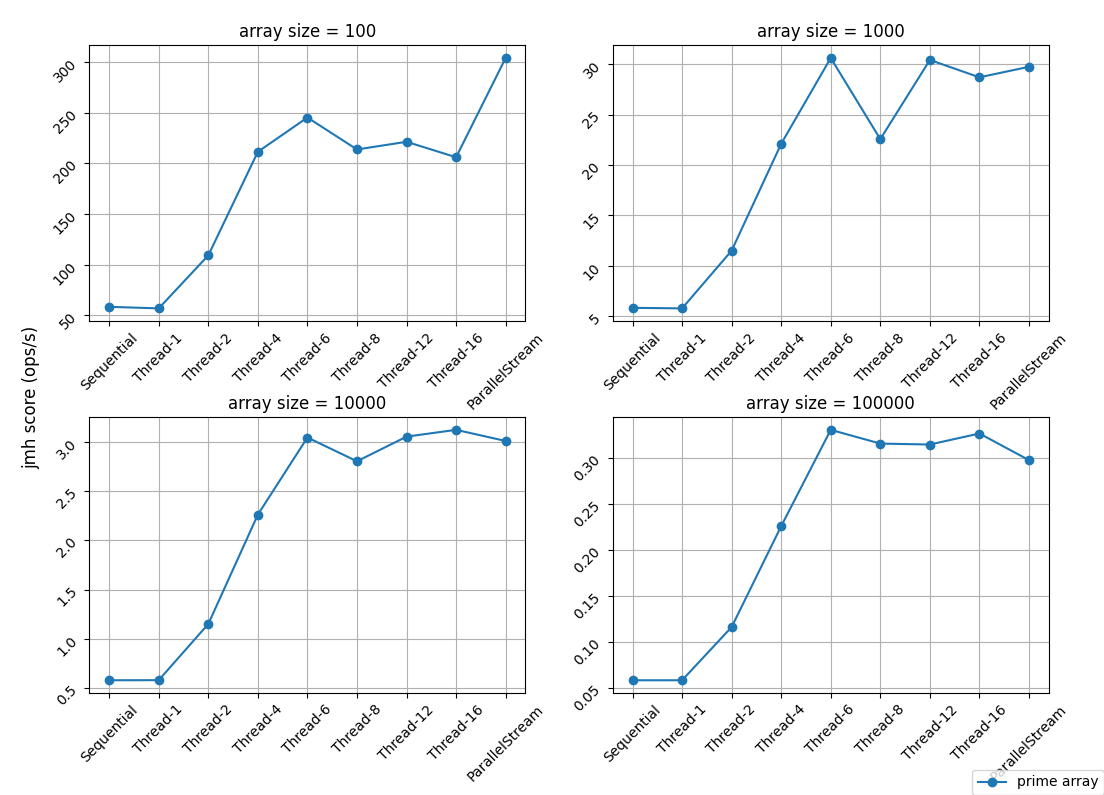 array size = 100
300
250
200
150
100
50
Sequential
Thread-1
Thread-2
Thread-4
Thread-6
Thread-8
Thread-12
Thread-16
ParallelStream
array size = 1000
30
25
20
15
10
5
Sequential
Thread-1
Thread-2
Thread-4
Thread-6
Thread-8
Thread-12
Thread-16
ParallelStream
jmh score (ops/s)
array size = 10000
3.0
2.5
2.0
1.5
1.0
0.5
Sequential
Thread-1
Thread-2
Thread-4
Thread-6
Thread-8
Thread-12
Thread-16
ParallelStream
array size = 100000
0.30
0.25
0.20
0.15
0.10
0.05
Sequential
Thread-1
Thread-2
Thread-4
Thread-6
Thread-8
Thread-12
Thread-16
ParallelStream
prime array